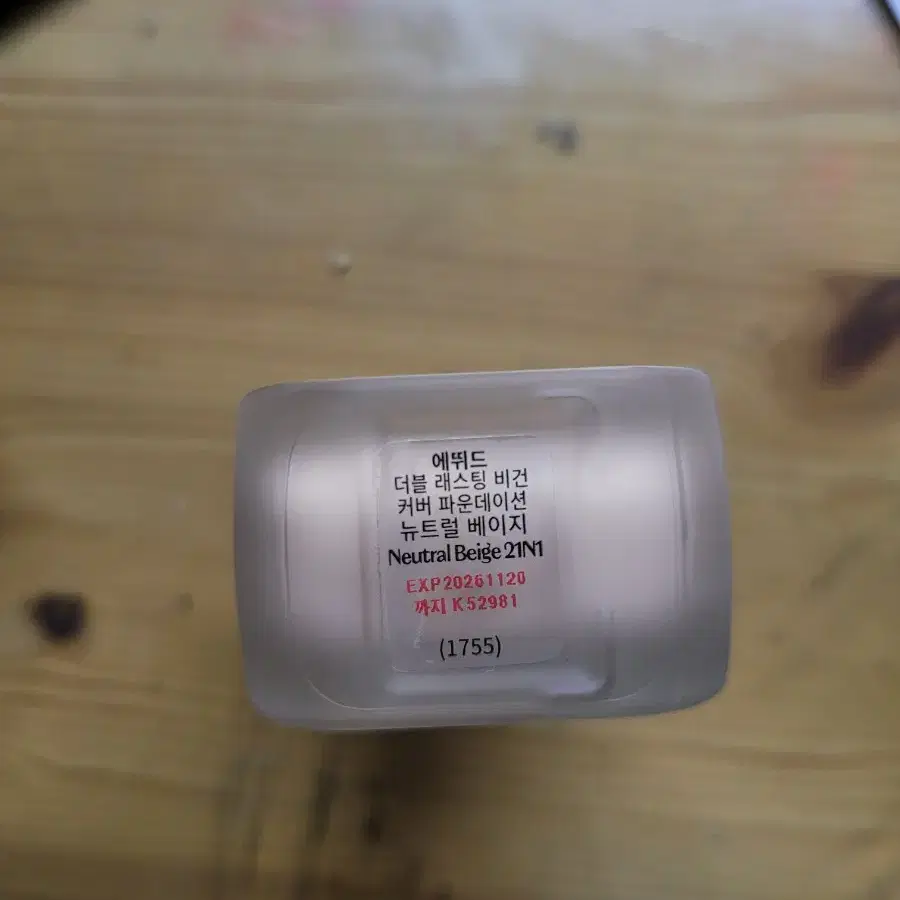 에뛰드
더블 래스팅 비건
커버 파운데이션
뉴트럴 베이지
Neutral Beige 21N1
EXP20261120
까지 K52981
(1755)